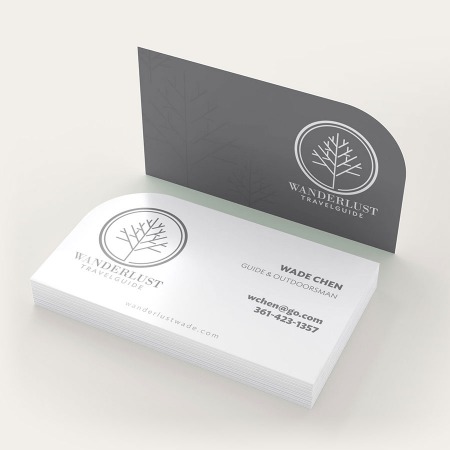 WANDERLUST
TRAVELGUIDE
WANDERLUST
TRAVELGUIDE
WADE CHEN
GUIDE & OUTDOORSMAN
wchen@go.com
361-423-1357
wanderlustwade.com